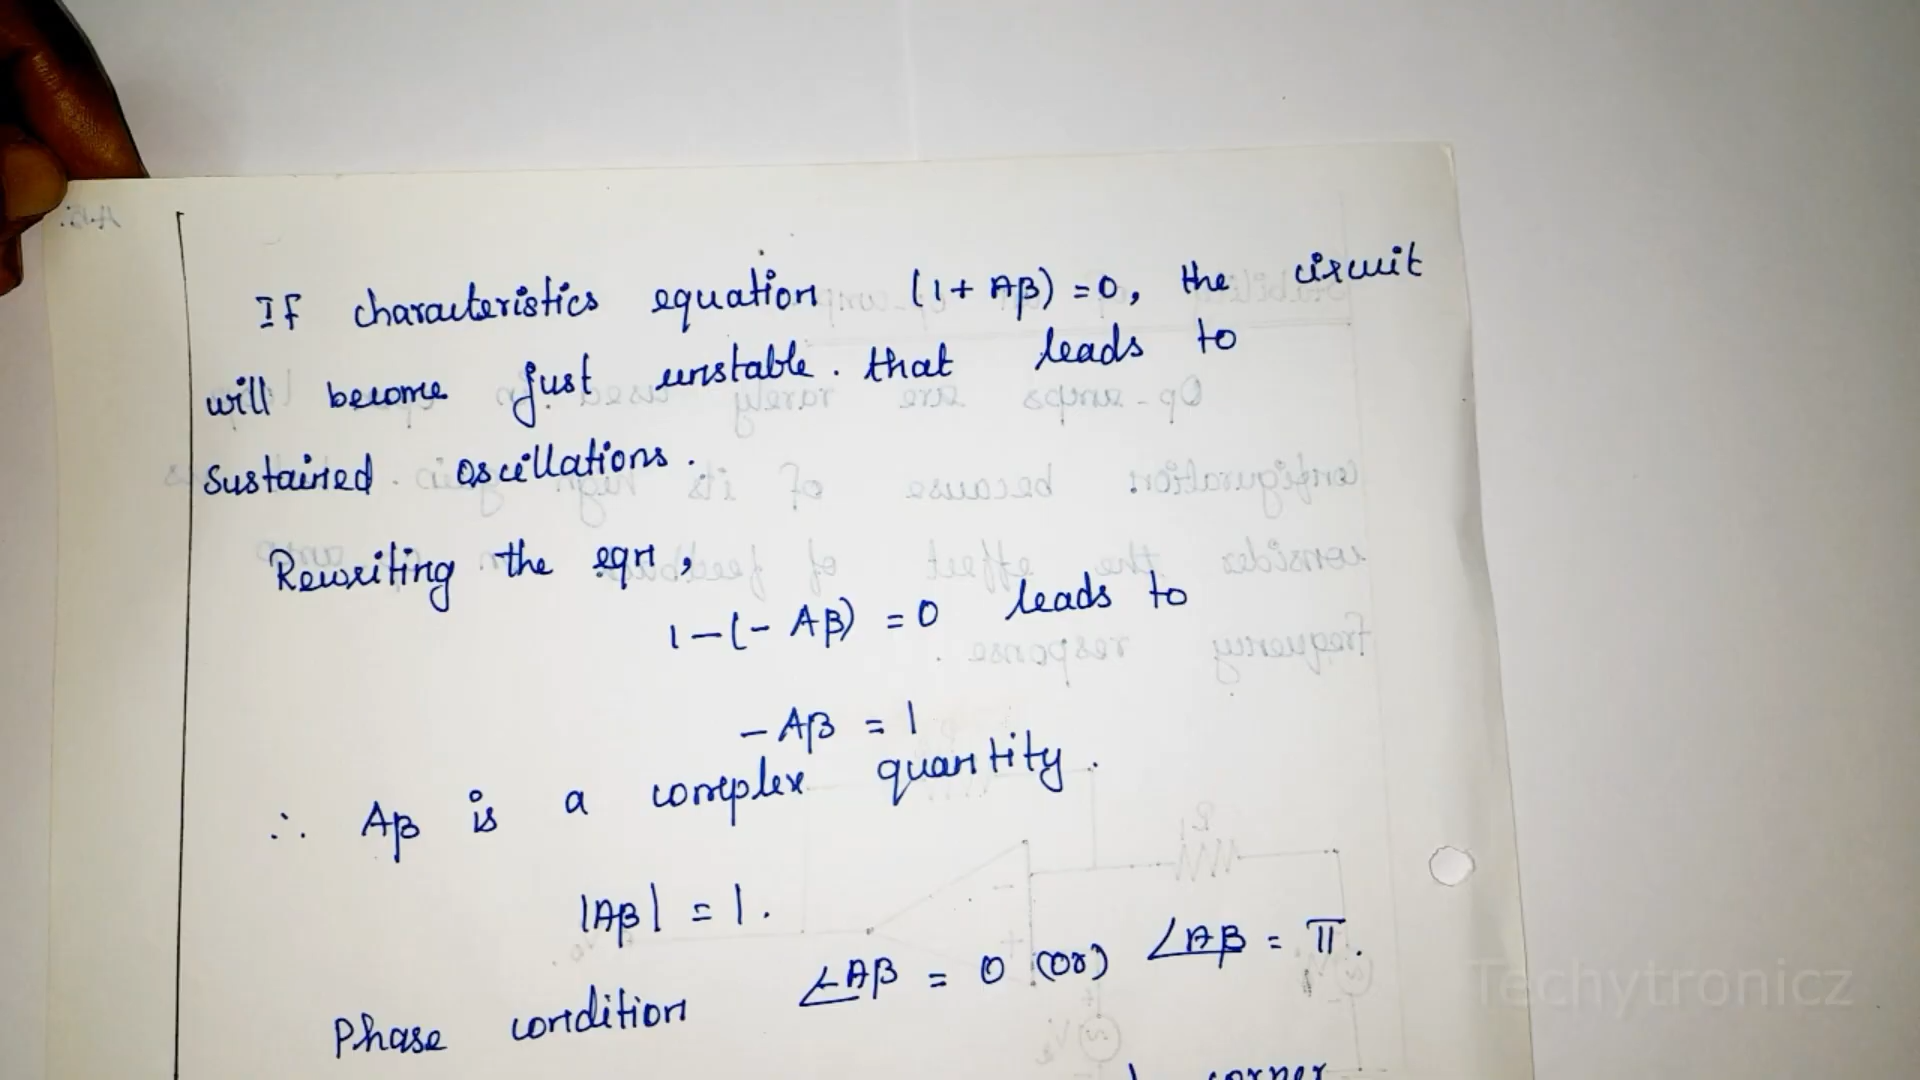 If characteristics equation (1 + Aβ) = 0, the circuit
will become just unstable. that leads to
Sustained oscillations.
Rewriting the eqn,
1 - (- Aβ) = 0 leads to
- Aβ = 1
∴ Aβ is a complex quantity.
|Aβ| = 1.
Phase condition ∠-Aβ = 0 (or) ∠Aβ = π.
corner
Techytronicz